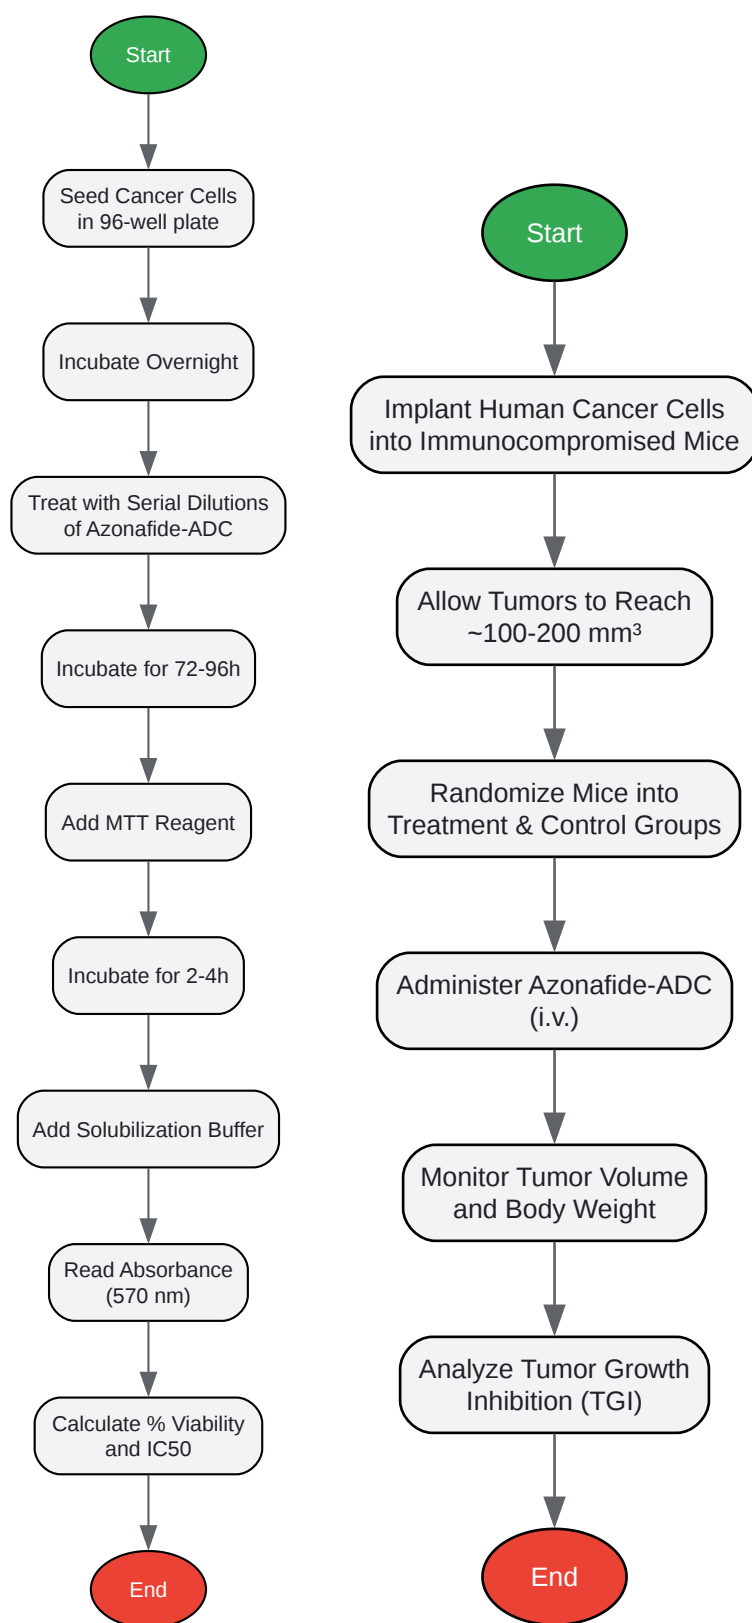 Start
Seed Cancer Cells
in 96-well plate
Incubate Overnight
Treat with Serial Dilutions
of Azonafide-ADC
Incubate for 72-96h
Add MTT Reagent
Incubate for 2-4h
Add Solubilization Buffer
Read Absorbance
(570 nm)
Calculate % Viability
and IC50
End
Start
Implant Human Cancer Cells
into Immunocompromised Mice
Allow Tumors to Reach
~100-200 mm³
Randomize Mice into
Treatment & Control Groups
Administer Azonafide-ADC
(i.v.)
Monitor Tumor Volume
and Body Weight
Analyze Tumor Growth
Inhibition (TGI)
End